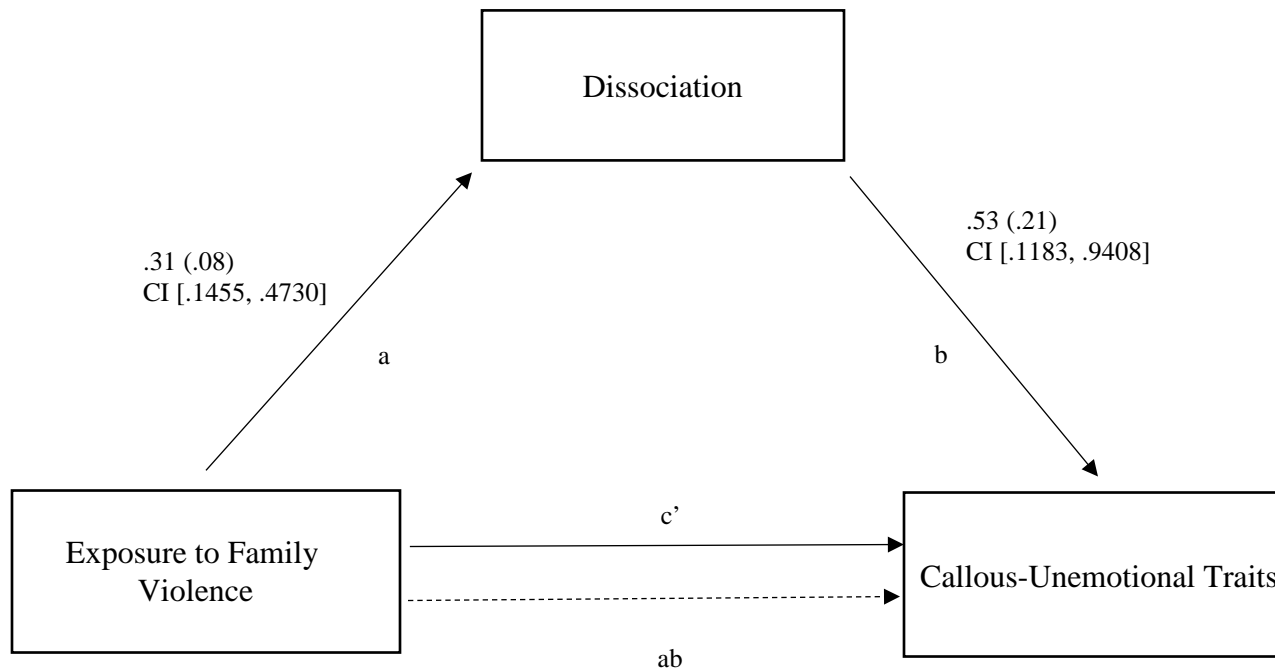 Dissociation
.31 (.08)
CI [.1455, .4730]
.53 (.21)
CI [.1183, .9408]
a
b
Exposure to Family
Violence
c’
Callous-Unemotional Traits
ab